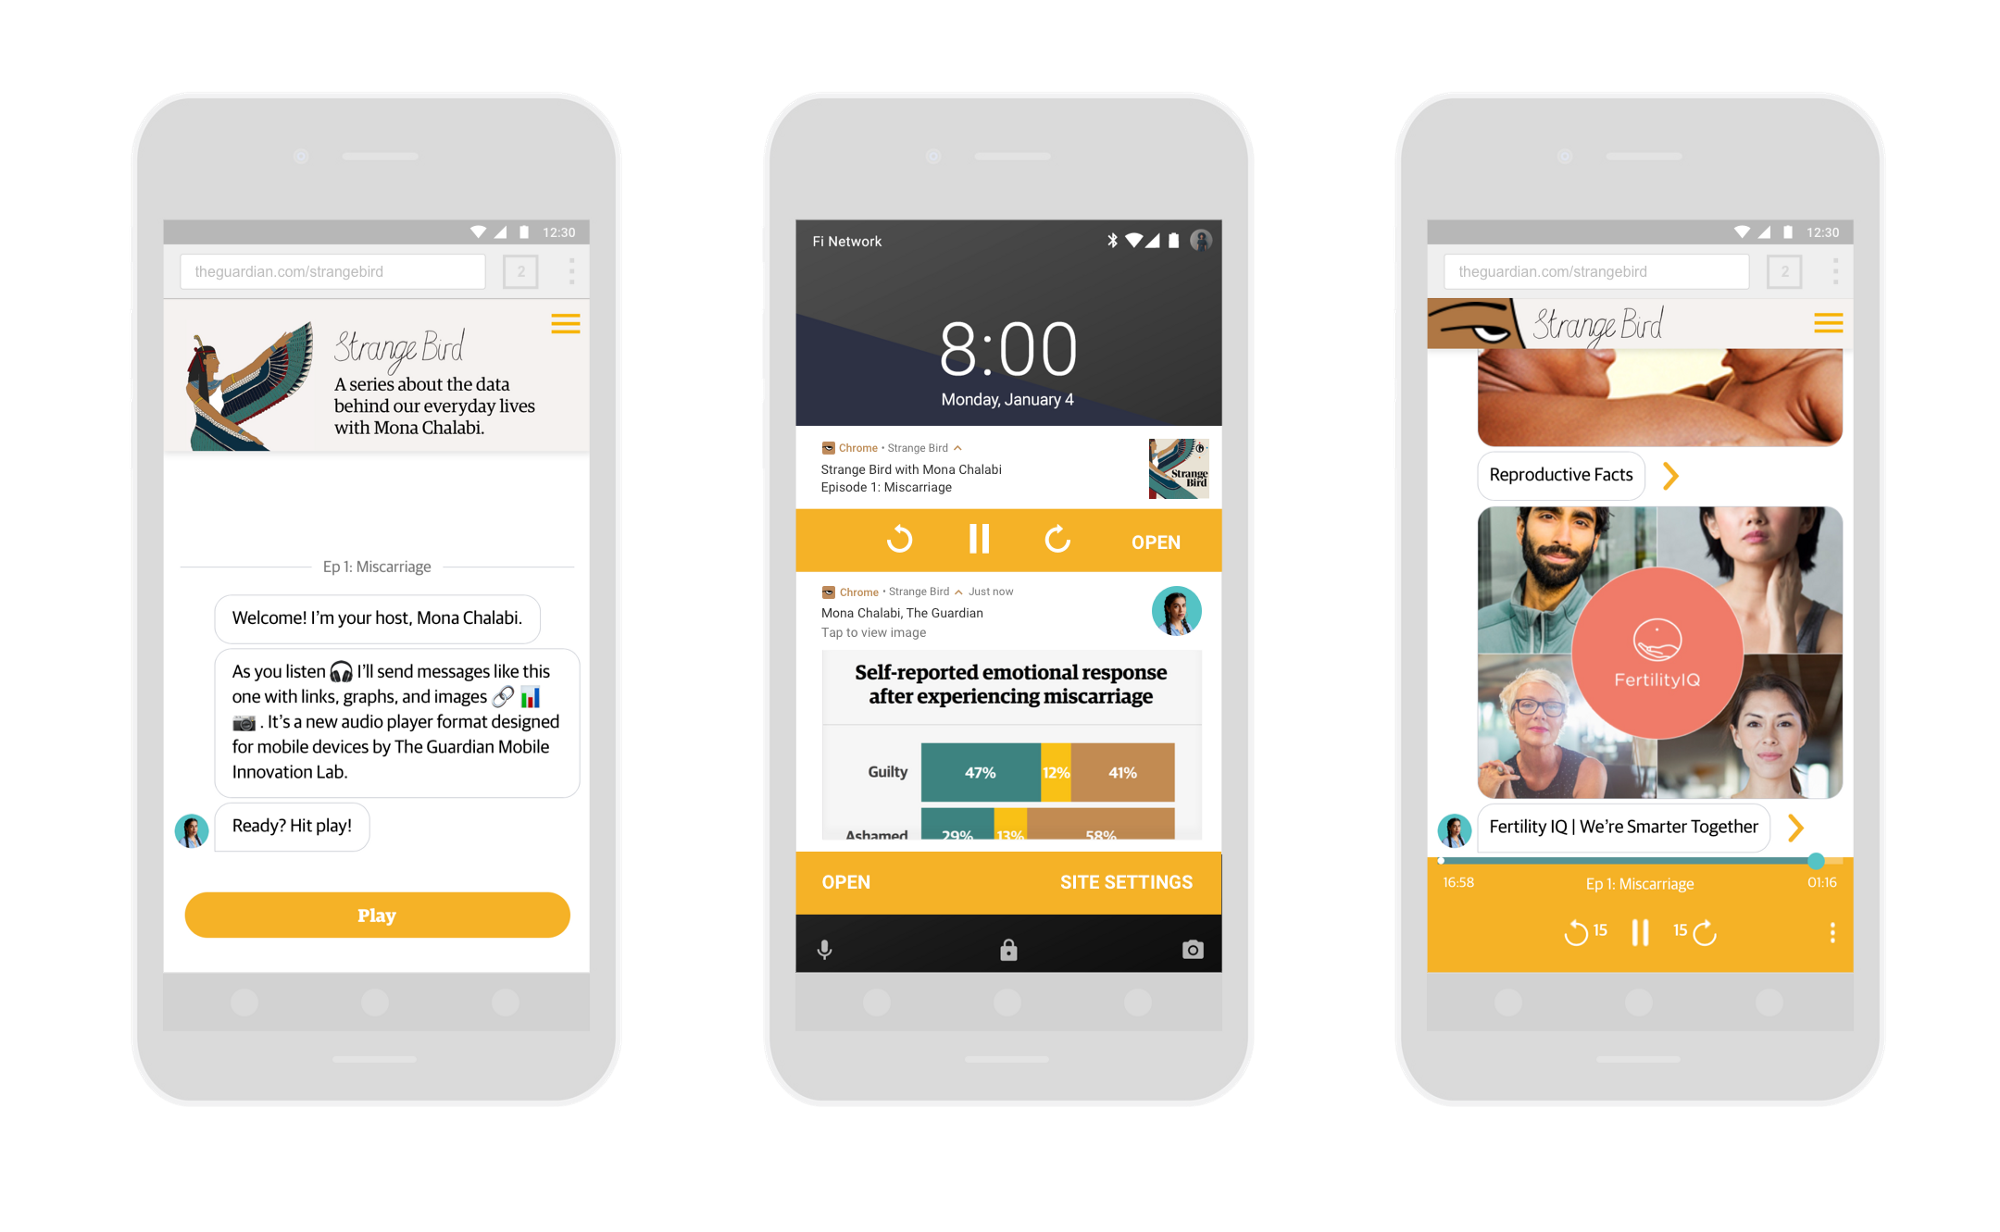 12:30
theguardian.com/strangebird
2
Strange Bird
A series about the data
behind our everyday lives
with Mona Chalabi.
Ep 1: Miscarriage
Welcome! I'm your host, Mona Chalabi.
As you listen 🎧 I'll send messages like this
one with links, graphs, and images 🔗 📊
📷 . It's a new audio player format designed
for mobile devices by The Guardian Mobile
Innovation Lab.
Ready? Hit play!
Play
Fi Network
8:00
Monday, January 4
Chrome • Strange Bird
Strange Bird with Mona Chalabi
Episode 1: Miscarriage
Strange
Bird
OPEN
Chrome • Strange Bird Just now
Mona Chalabi, The Guardian
Tap to view image
Self-reported emotional response
after experiencing miscarriage
Guilty 47% 12% 41%
Ashamed 29% 13% 58%
OPEN SITE SETTINGS
12:30
theguardian.com/strangebird
2
Strange Bird
Reproductive Facts
FertilityIQ
Fertility IQ | We're Smarter Together
16:58 Ep 1: Miscarriage 01:16
15 15